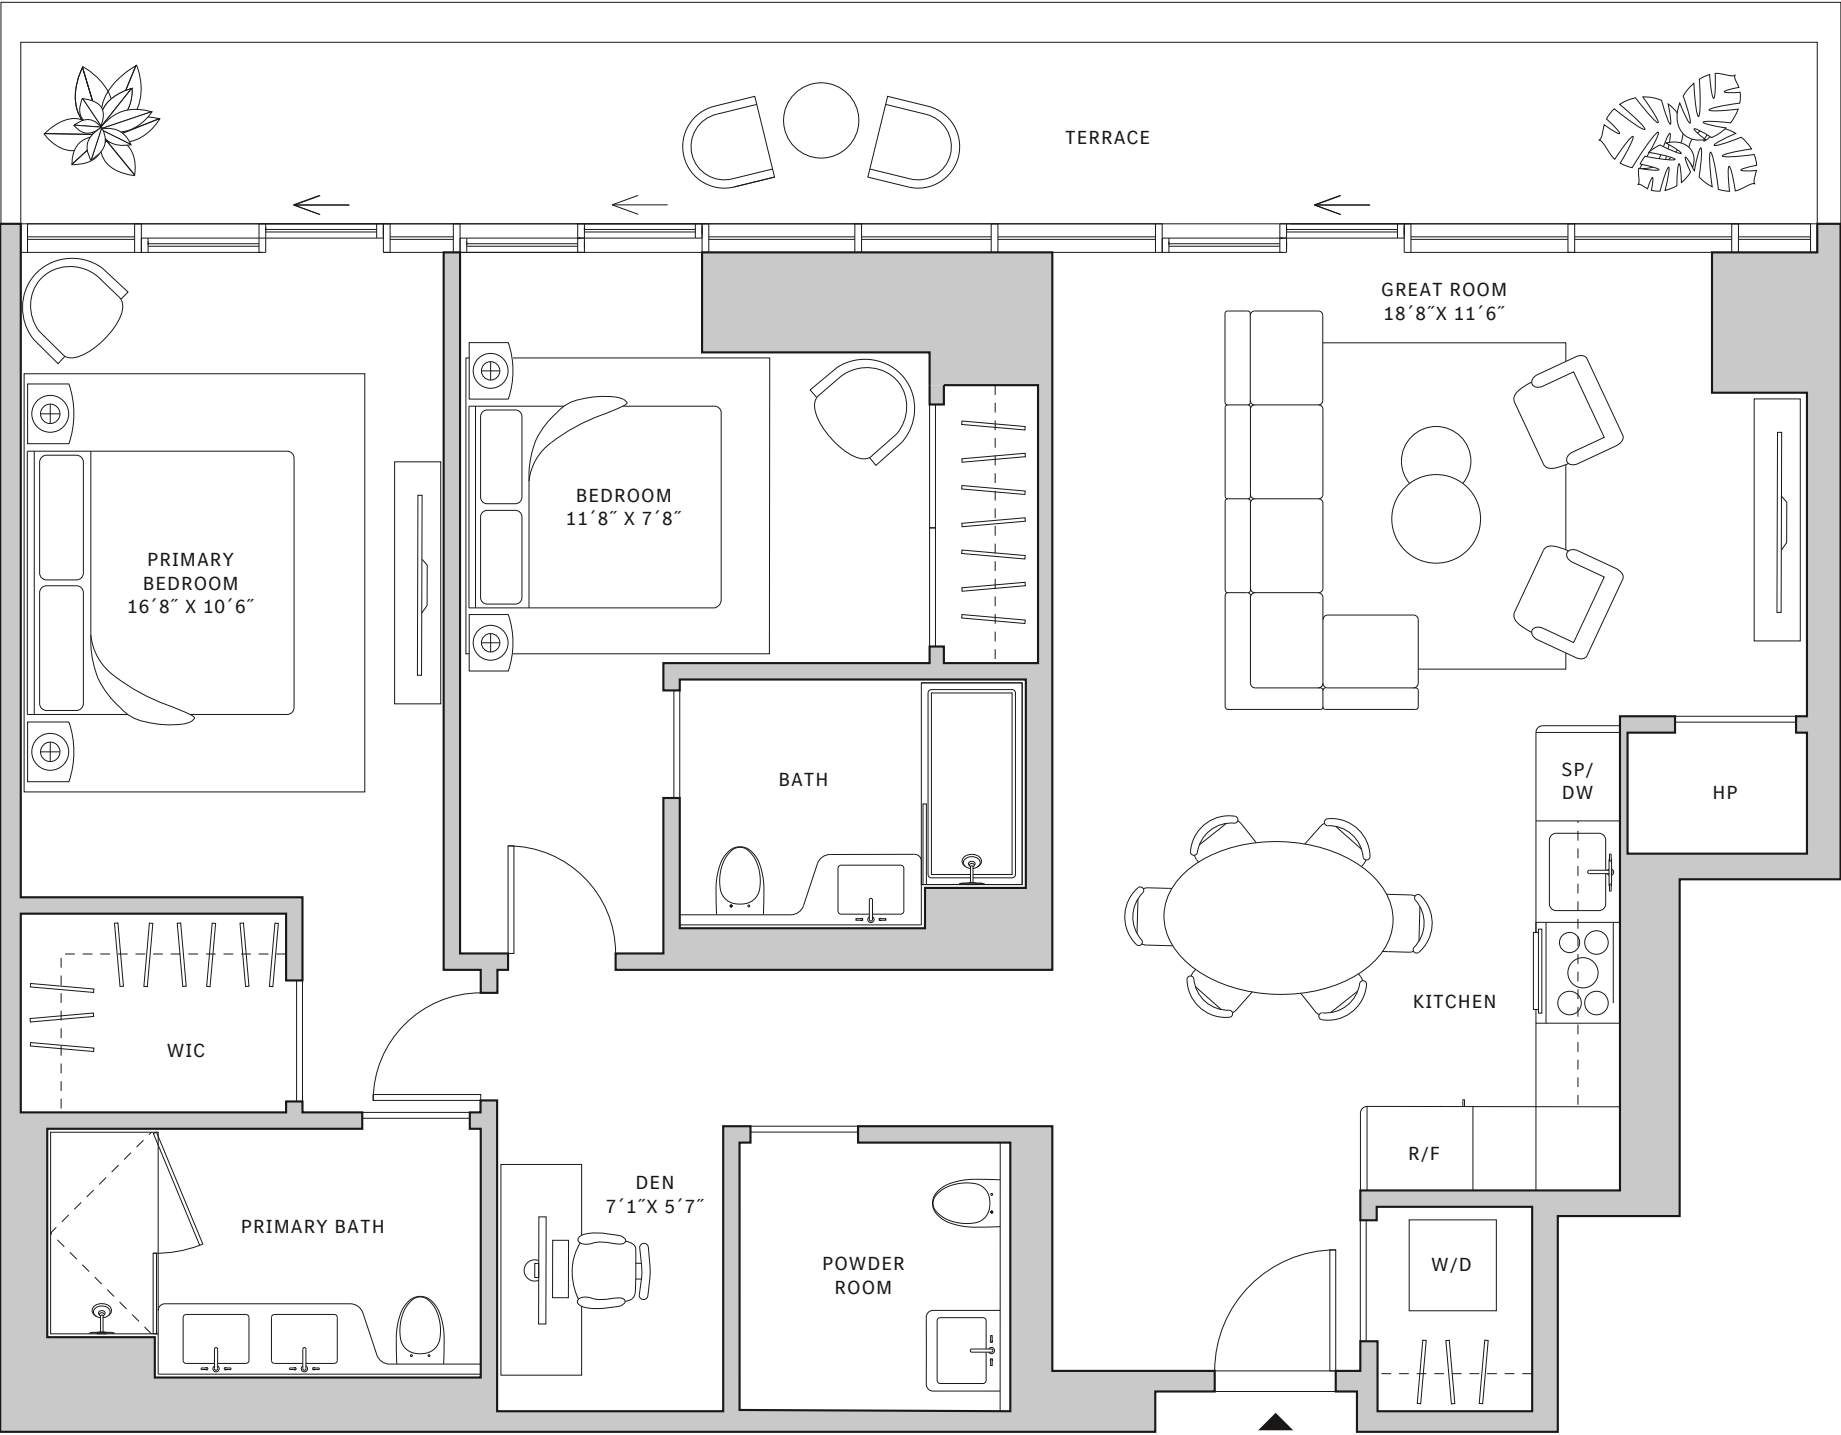 TERRACE
GREAT ROOM
18´8˝X 11´6˝
BEDROOM
11´8˝ X 7´8˝
PRIMARY
BEDROOM
16´8˝ X 10´6˝
BATH
SP/
DW
HP
KITCHEN
WIC
R/F
DEN
7´1˝X 5´7˝
PRIMARY BATH
POWDER
ROOM
W/D